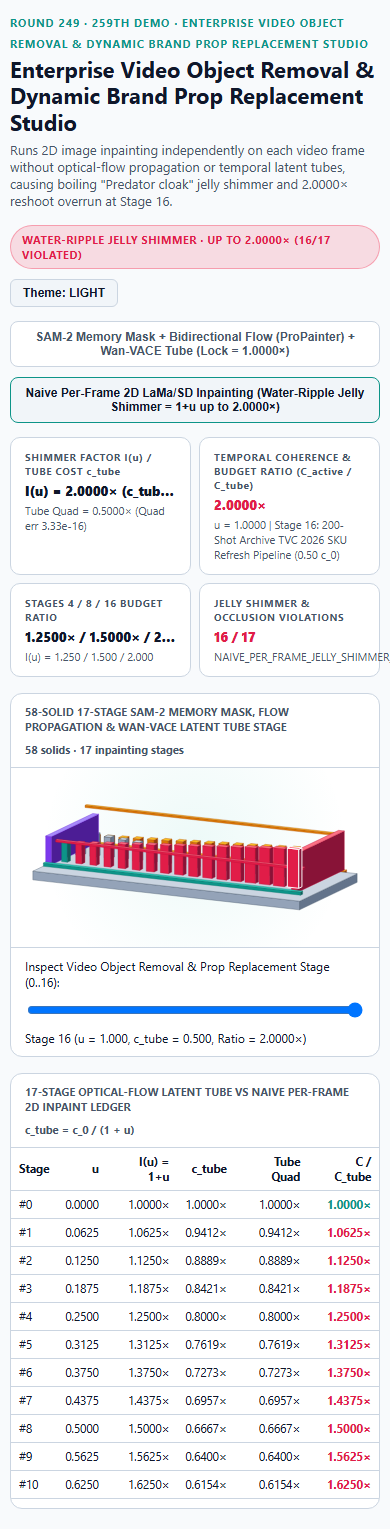 ROUND 249 · 259TH DEMO · ENTERPRISE VIDEO OBJECT
REMOVAL & DYNAMIC BRAND PROP REPLACEMENT STUDIO
Enterprise Video Object Removal &
Dynamic Brand Prop Replacement
Studio
Runs 2D image inpainting independently on each video frame
without optical-flow propagation or temporal latent tubes,
causing boiling "Predator cloak" jelly shimmer and 2.0000×
reshoot overrun at Stage 16.
WATER-RIPPLE JELLY SHIMMER · UP TO 2.0000× (16/17
VIOLATED)
Theme: LIGHT
SAM-2 Memory Mask + Bidirectional Flow (ProPainter) +
Wan-VACE Tube (Lock = 1.0000×)
Naive Per-Frame 2D LaMa/SD Inpainting (Water-Ripple Jelly
Shimmer = 1+u up to 2.0000×)
SHIMMER FACTOR I(u) /
TUBE COST c_tube
I(u) = 2.0000× (c_tub...
Tube Quad = 0.5000× (Quad
err 3.33e-16)
TEMPORAL COHERENCE &
BUDGET RATIO (C_active /
C_tube)
2.0000×
u = 1.0000 | Stage 16: 200-
Shot Archive TVC 2026 SKU
Refresh Pipeline (0.50 c_0)
STAGES 4 / 8 / 16 BUDGET
RATIO
1.2500× / 1.5000× / 2...
I(u) = 1.250 / 1.500 / 2.000
JELLY SHIMMER &
OCCLUSION VIOLATIONS
16 / 17
NAIVE_PER_FRAME_JELLY_SHIMMER
58-SOLID 17-STAGE SAM-2 MEMORY MASK, FLOW
PROPAGATION & WAN-VACE LATENT TUBE STAGE
58 solids · 17 inpainting stages
Inspect Video Object Removal & Prop Replacement Stage
(0..16):
Stage 16 (u = 1.000, c_tube = 0.500, Ratio = 2.0000×)
17-STAGE OPTICAL-FLOW LATENT TUBE VS NAIVE PER-FRAME
2D INPAINT LEDGER
c_tube = c_0 / (1 + u)
Stage u I(u) = 1+u c_tube Tube Quad C / C_tube
#0 0.0000 1.0000× 1.0000× 1.0000× 1.0000×
#1 0.0625 1.0625× 0.9412× 0.9412× 1.0625×
#2 0.1250 1.1250× 0.8889× 0.8889× 1.1250×
#3 0.1875 1.1875× 0.8421× 0.8421× 1.1875×
#4 0.2500 1.2500× 0.8000× 0.8000× 1.2500×
#5 0.3125 1.3125× 0.7619× 0.7619× 1.3125×
#6 0.3750 1.3750× 0.7273× 0.7273× 1.3750×
#7 0.4375 1.4375× 0.6957× 0.6957× 1.4375×
#8 0.5000 1.5000× 0.6667× 0.6667× 1.5000×
#9 0.5625 1.5625× 0.6400× 0.6400× 1.5625×
#10 0.6250 1.6250× 0.6154× 0.6154× 1.6250×